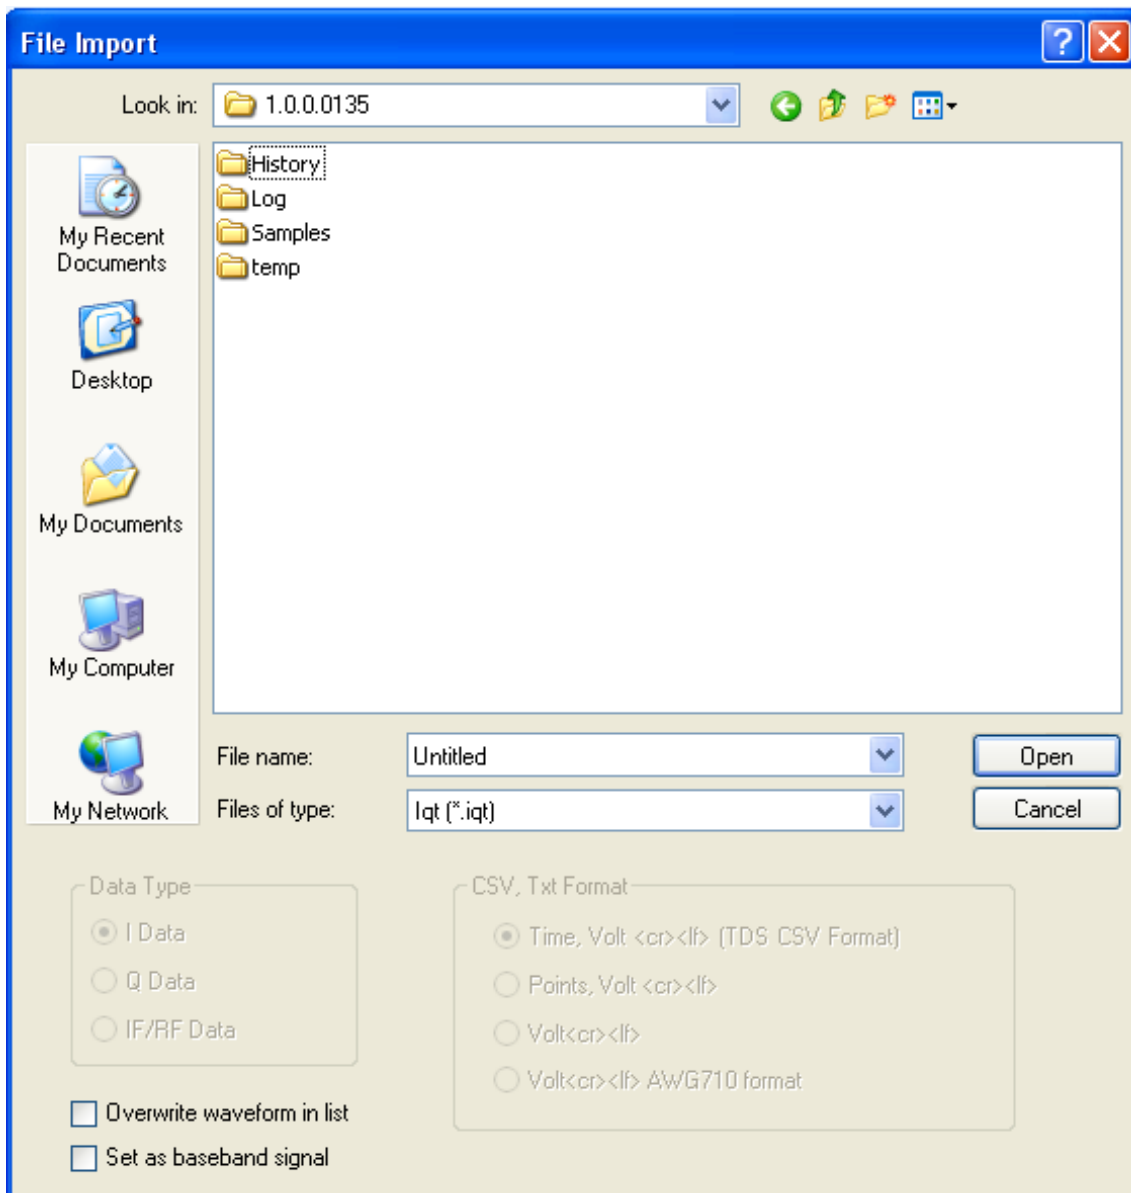 File Import
Look in:
1.0.0.0135
History
Log
Samples
temp
My Recent
Documents
Desktop
My Documents
My Computer
My Network
File name:
Untitled
Open
Files of type:
Iqt (*.iqt)
Cancel
Data Type
I Data
Q Data
IF/RF Data
CSV, Txt Format
Time, Volt <cr><lf> (TDS CSV Format)
Points, Volt <cr><lf>
Volt<cr><lf>
Volt<cr><lf> AWG710 format
Overwrite waveform in list
Set as baseband signal